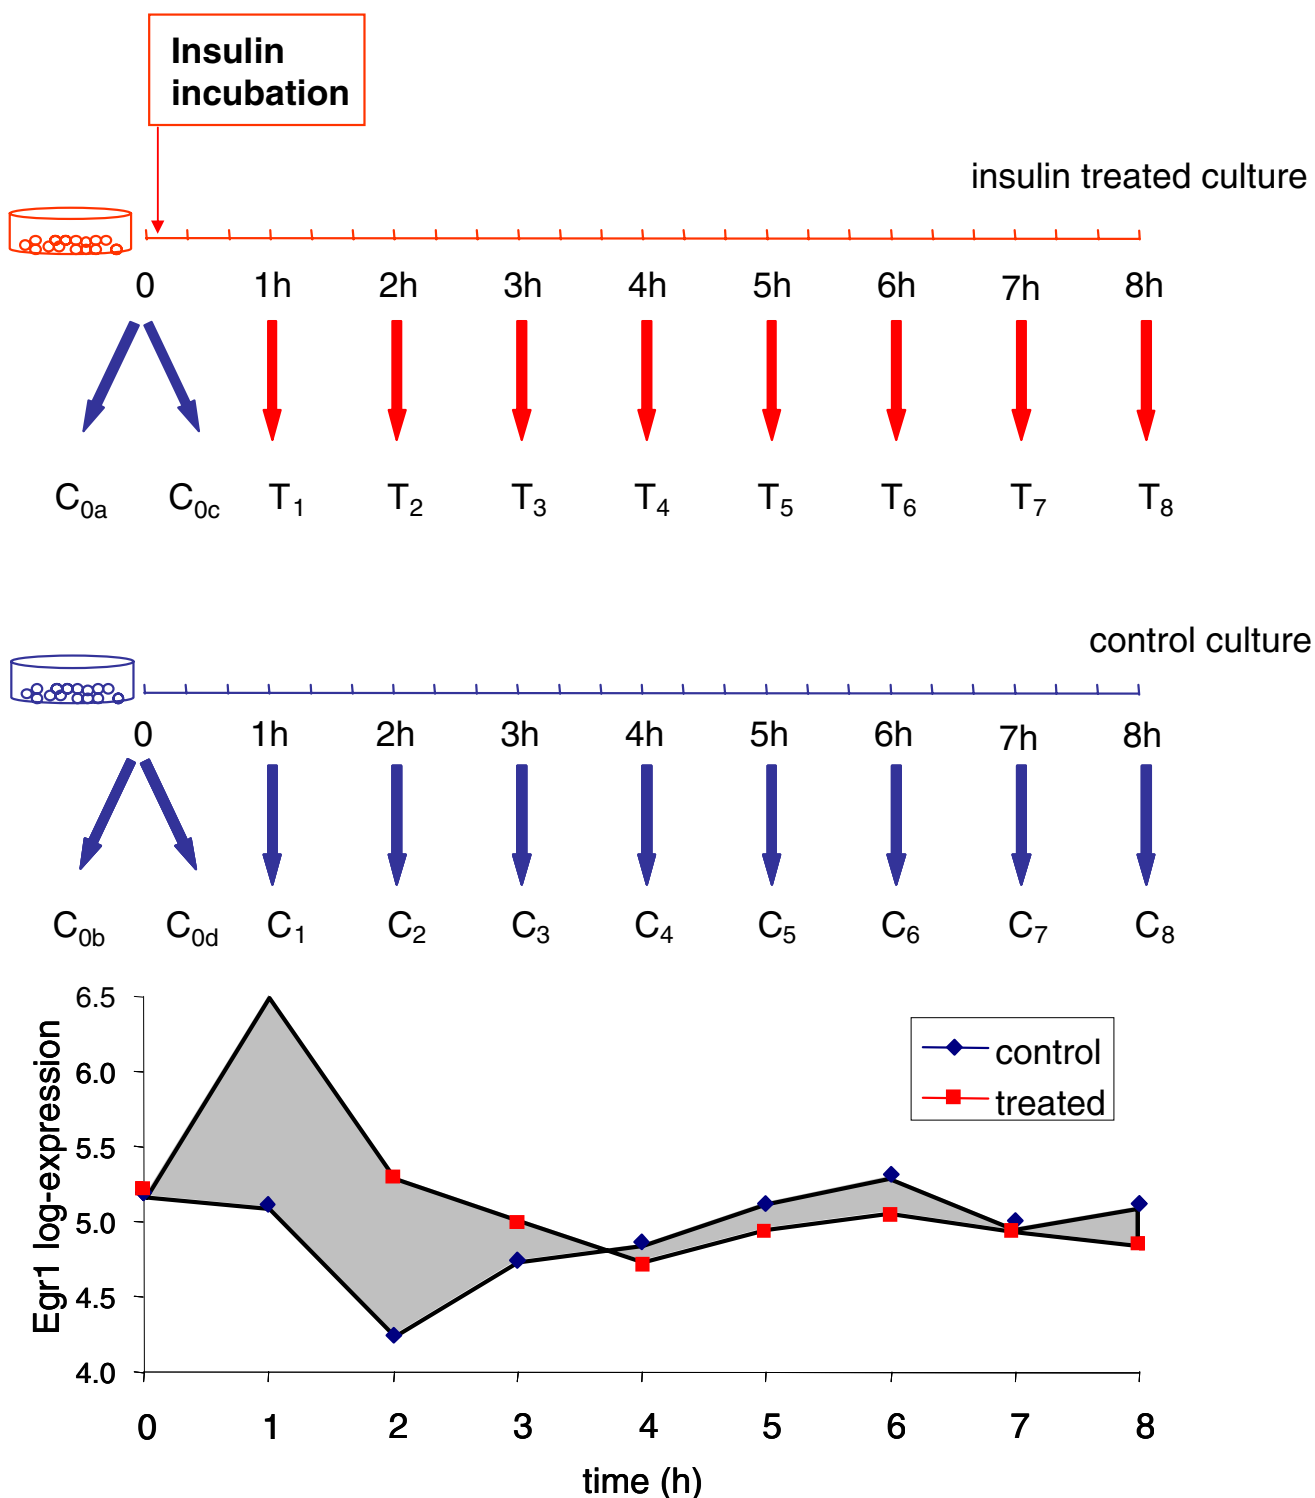 Insulin
incubation
insulin treated culture
0 1h 2h 3h 4h 5h 6h 7h 8h
C0a C0c T1 T2 T3 T4 T5 T6 T7 T8
control culture
0 1h 2h 3h 4h 5h 6h 7h 8h
C0b C0d C1 C2 C3 C4 C5 C6 C7 C8
Egr1 log-expression
6.5
6.0
5.5
5.0
4.5
4.0
control
treated
0 1 2 3 4 5 6 7 8
time (h)